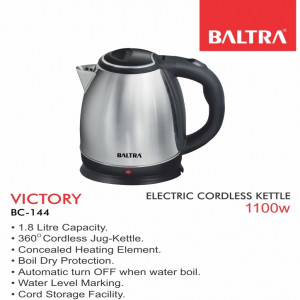 BALTRA
BALTRA
VICTORY
BC-144
ELECTRIC CORDLESS KETTLE
1100w
• 1.8 Litre Capacity.
• 360° Cordless Jug-Kettle.
• Concealed Heating Element.
• Boil Dry Protection.
• Automatic turn OFF when water boil.
• Water Level Marking.
• Cord Storage Facility.